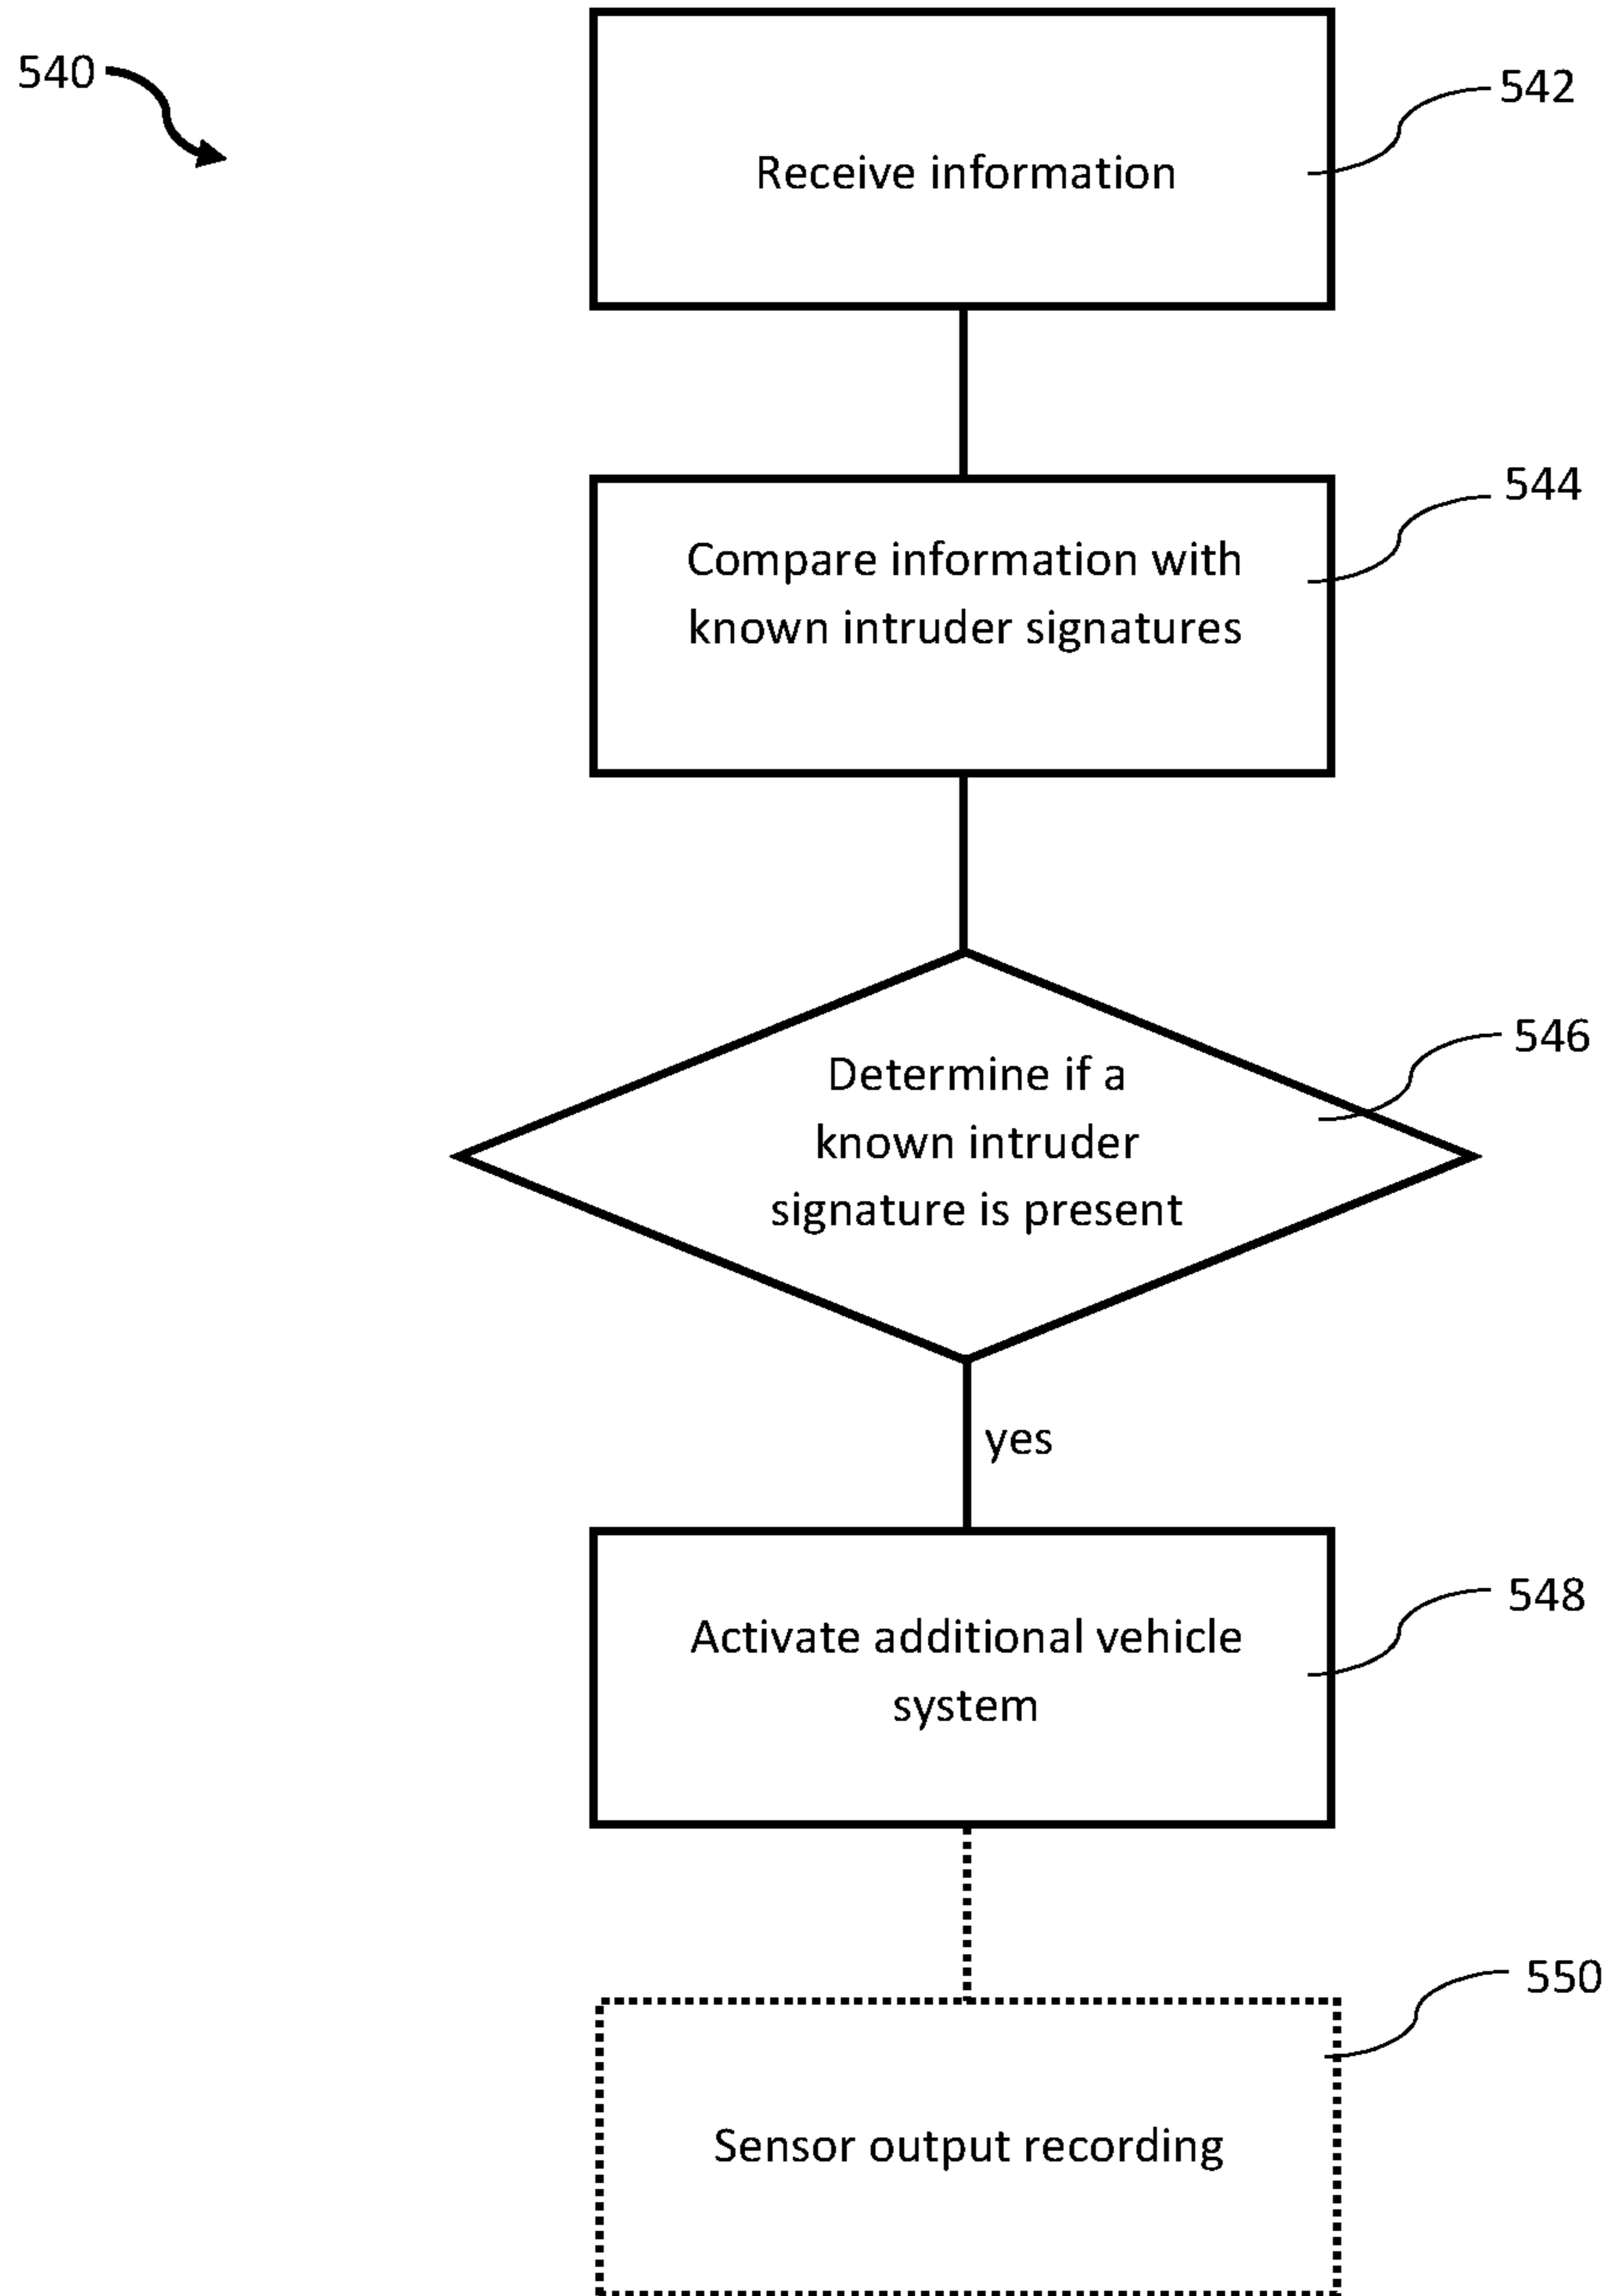 540
542
Receive information
544
Compare information with
known intruder signatures
546
Determine if a
known intruder
signature is present
yes
548
Activate additional vehicle
system
550
Sensor output recording